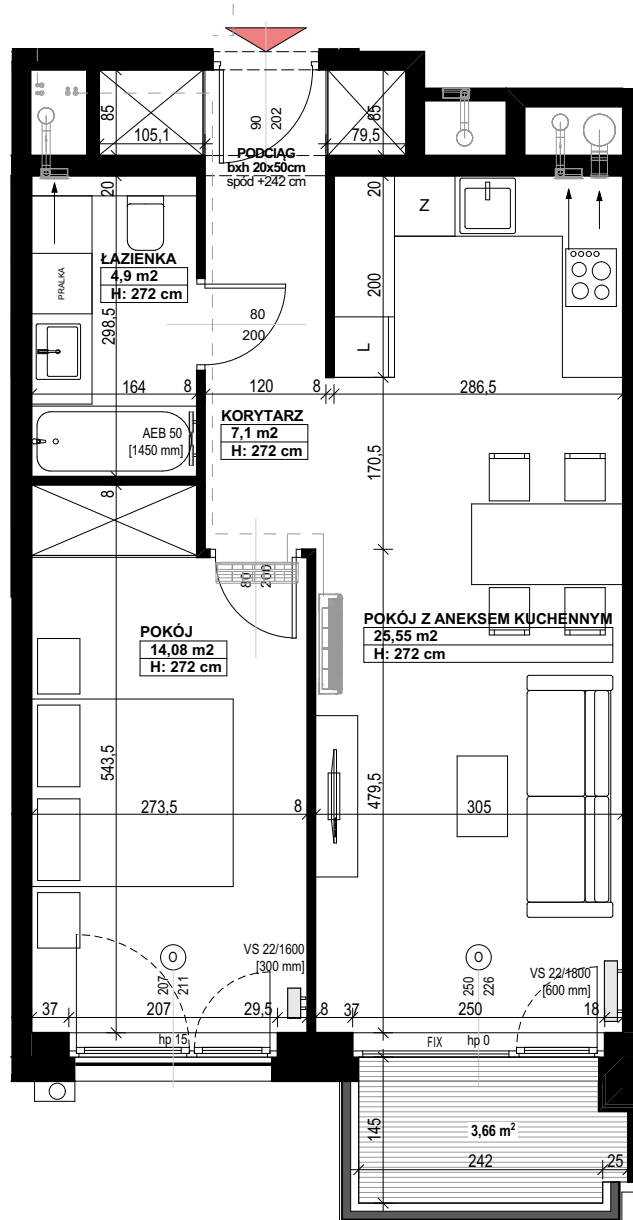 85
105,1
90
202
79,5
85
PODCIĄG
bxh 20x50cm
spód +242 cm
20
20
Z
ŁAZIENKA
4,9 m2
H: 272 cm
PRALKA
298,5
80
200
200
L
164
8
120
8
286,5
KORYTARZ
7,1 m2
H: 272 cm
AEB 50
[1450 mm]
170,5
8
80
200
POKÓJ
14,08 m2
H: 272 cm
POKÓJ Z ANEKSEM KUCHENNYM
25,55 m2
H: 272 cm
543,5
479,5
273,5
8
305
O
O
VS 22/1600
[300 mm]
VS 22/1800
[600 mm]
207
211
250
226
37
207
29,5
8
37
250
18
hp 15
FIX
hp 0
145
3,66 m²
242
25